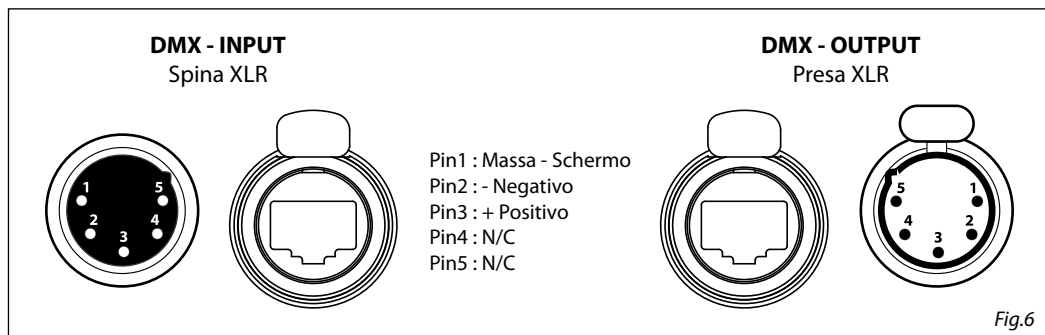 DMX - INPUT
Spina XLR
DMX - OUTPUT
Presa XLR
1
5
2
4
3
Pin1 : Massa - Schermo
Pin2 : - Negativo
Pin3 : + Positivo
Pin4 : N/C
Pin5 : N/C
5
1
4
2
3
Fig.6